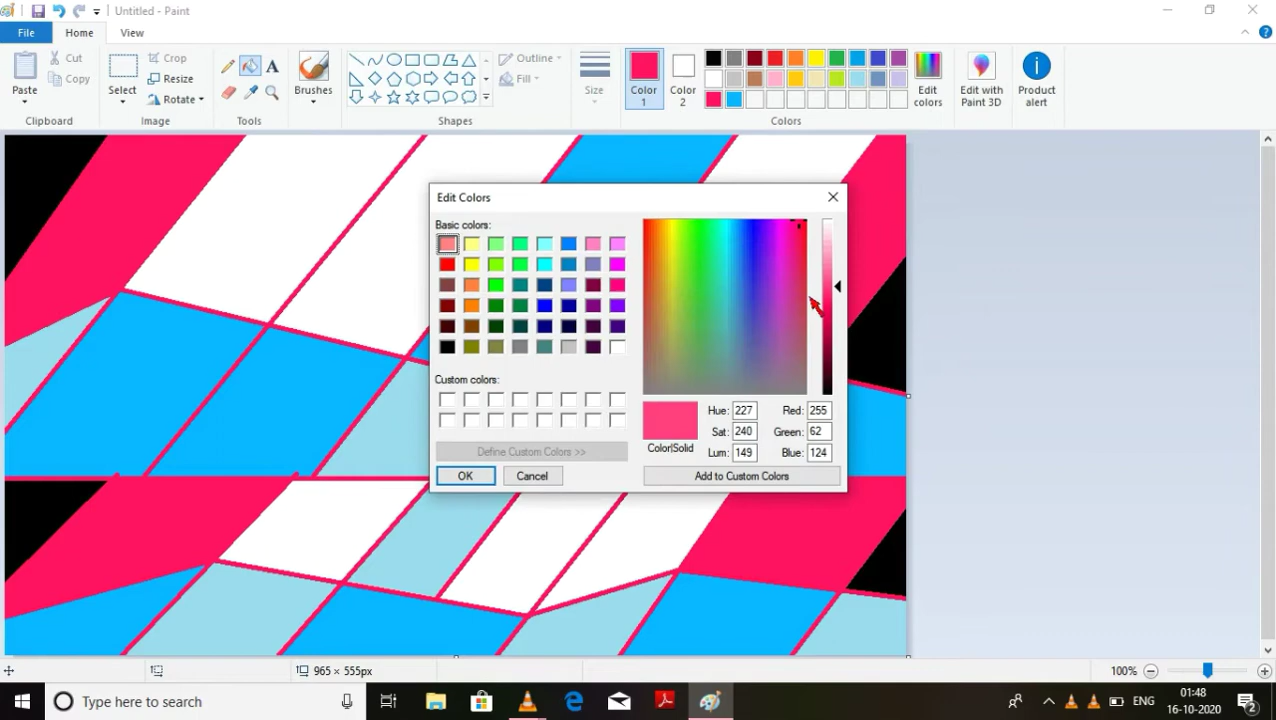 Untitled - Paint
File
Home
View
Paste
Cut
Copy
Clipboard
Select
Crop
Resize
Rotate
Image
A
Tools
Brushes
Outline
Fill
Shapes
Size
Color
1
Color
2
Edit
colors
Colors
Edit with
Paint 3D
Product
alert
Edit Colors
Basic colors:
Custom colors:
Define Custom Colors >>
OK
Cancel
Color|Solid
Hue: 227
Sat: 240
Lum: 149
Red: 255
Green: 62
Blue: 124
Add to Custom Colors
965 × 555px
100%
Type here to search
ENG
01:48
16-10-2020
2